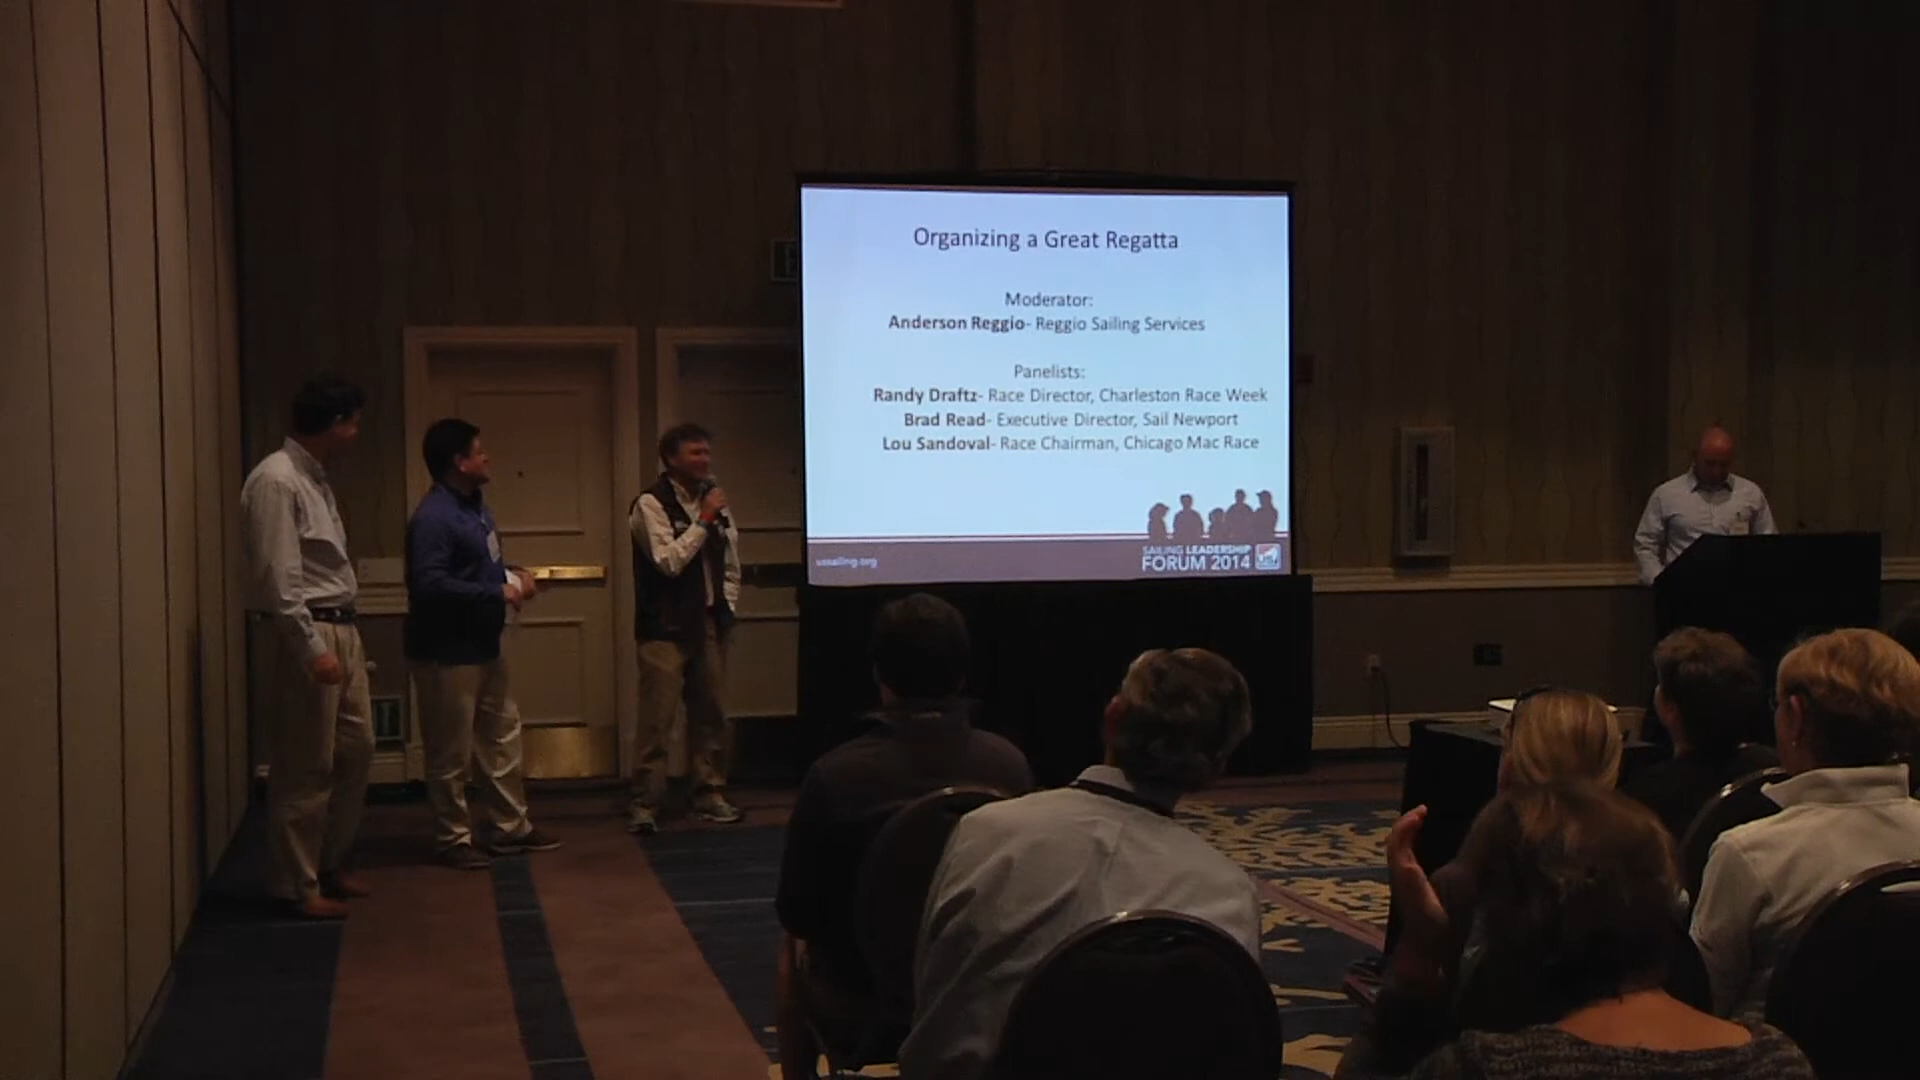 Organizing a Great Regatta
Moderator:
Anderson Reggio- Reggio Sailing Services
Panelists:
Randy Draftz- Race Director, Charleston Race Week
Brad Read- Executive Director, Sail Newport
Lou Sandoval- Race Chairman, Chicago Mac Race
ussailing.org
SAILING LEADERSHIP
FORUM 2014